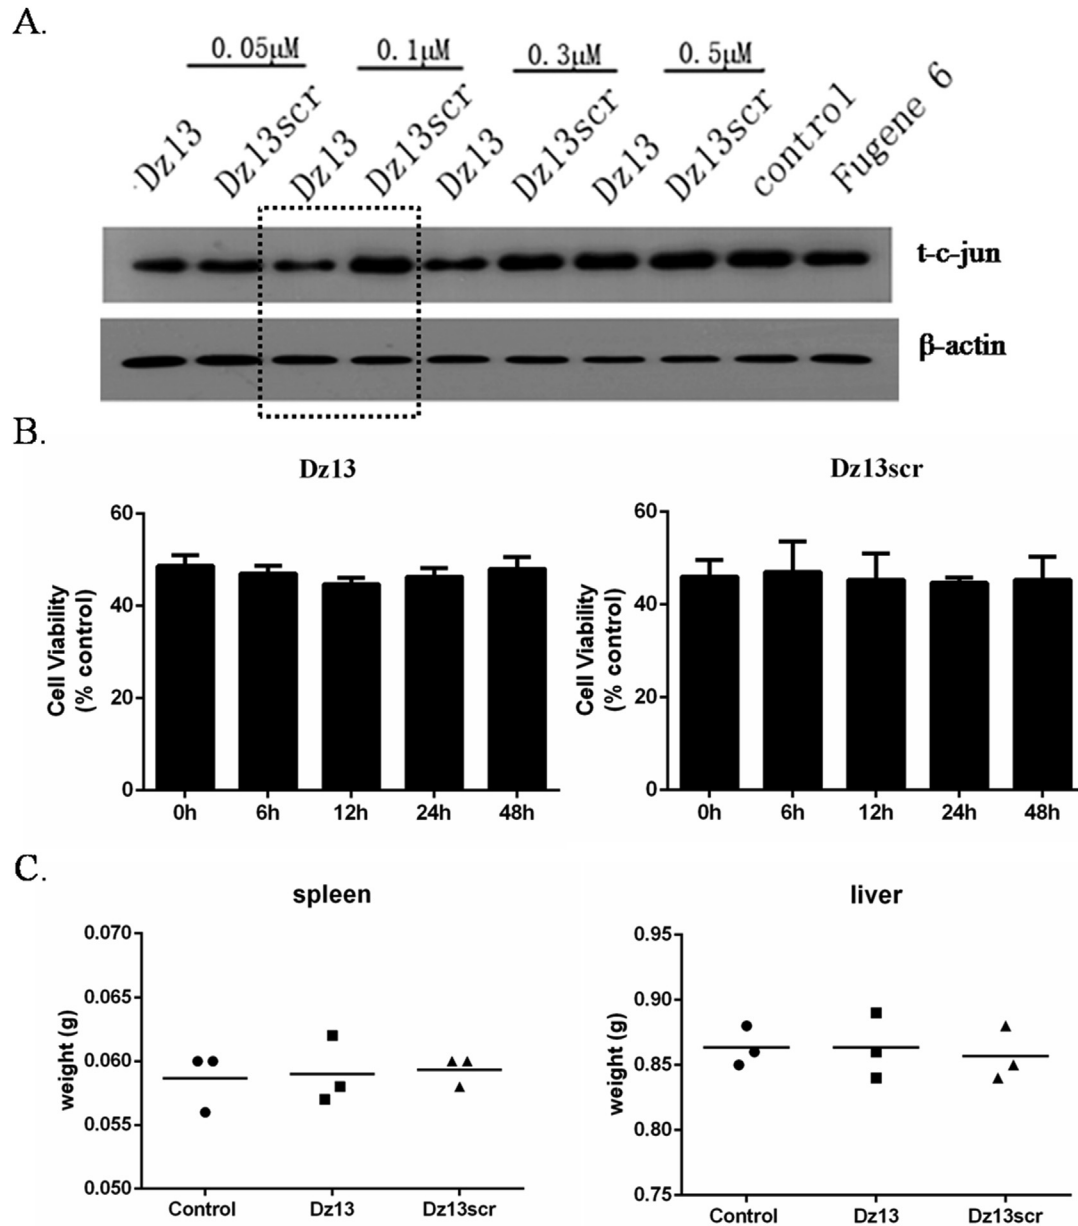 A.
0.05μM 0.1μM 0.3μM 0.5μM
Dz13 Dz13scr Dz13 Dz13scr Dz13 Dz13scr Dz13 Dz13scr control Fugene 6
t-c-jun
β-actin
B.
Dz13
Cell Viability
(% control)
60
40
20
0
0h 6h 12h 24h 48h
Dz13scr
Cell Viability
(% control)
60
40
20
0
0h 6h 12h 24h 48h
C.
spleen
weight (g)
0.070
0.065
0.060
0.055
0.050
Control Dz13 Dz13scr
liver
weight (g)
0.95
0.90
0.85
0.80
0.75
Control Dz13 Dz13scr